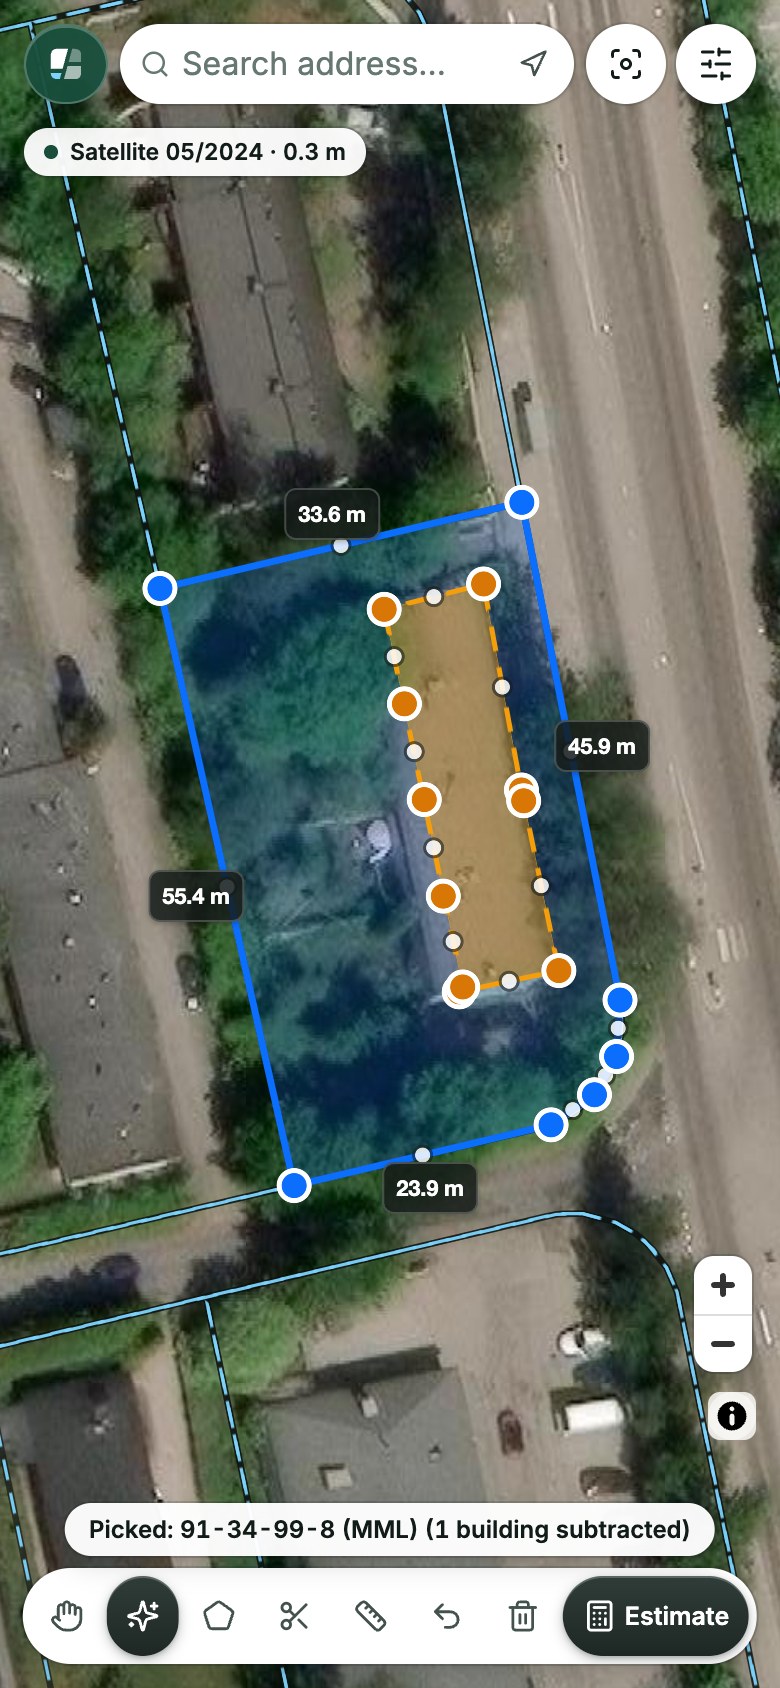 Search address...
Satellite 05/2024 · 0.3 m
33.6 m
45.9 m
55.4 m
23.9 m
Picked: 91-34-99-8 (MML) (1 building subtracted)
Estimate